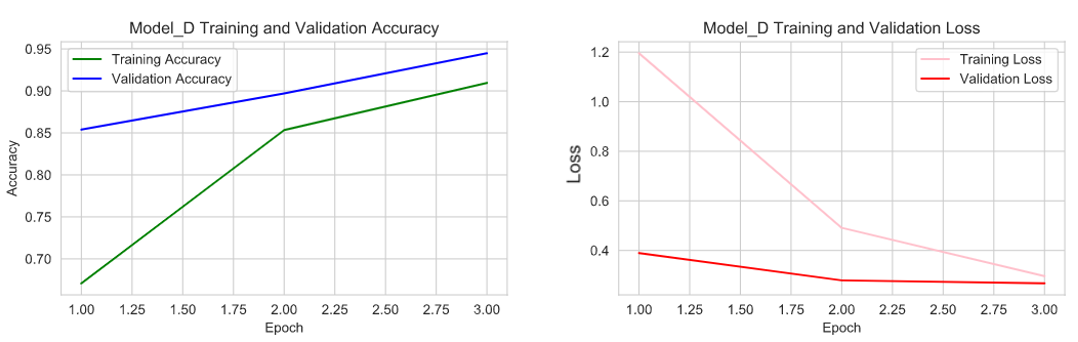 Model_D Training and Validation Accuracy
0.95
0.90
0.85
0.80
0.75
0.70
Accuracy
Training Accuracy
Validation Accuracy
1.00 1.25 1.50 1.75 2.00 2.25 2.50 2.75 3.00
Epoch
Model_D Training and Validation Loss
1.2
1.0
0.8
0.6
0.4
Loss
Training Loss
Validation Loss
1.00 1.25 1.50 1.75 2.00 2.25 2.50 2.75 3.00
Epoch